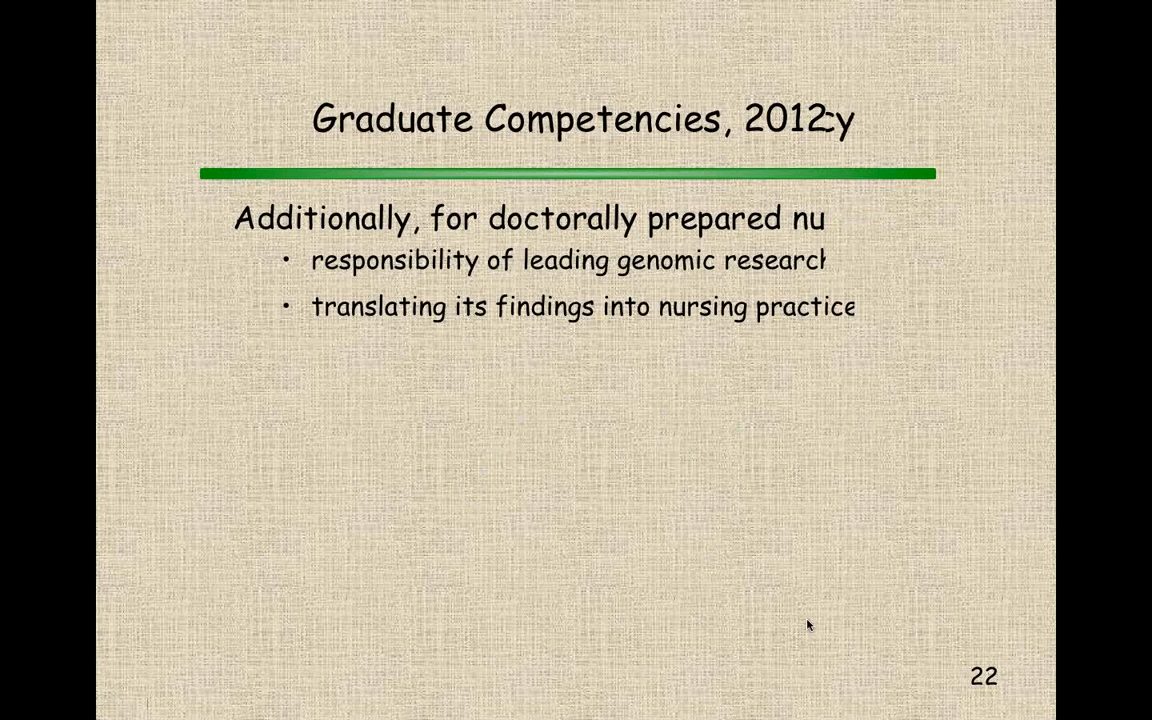 Graduate Competencies, 2012
Additionally, for doctorally prepared nu
• responsibility of leading genomic research
• translating its findings into nursing practice
22